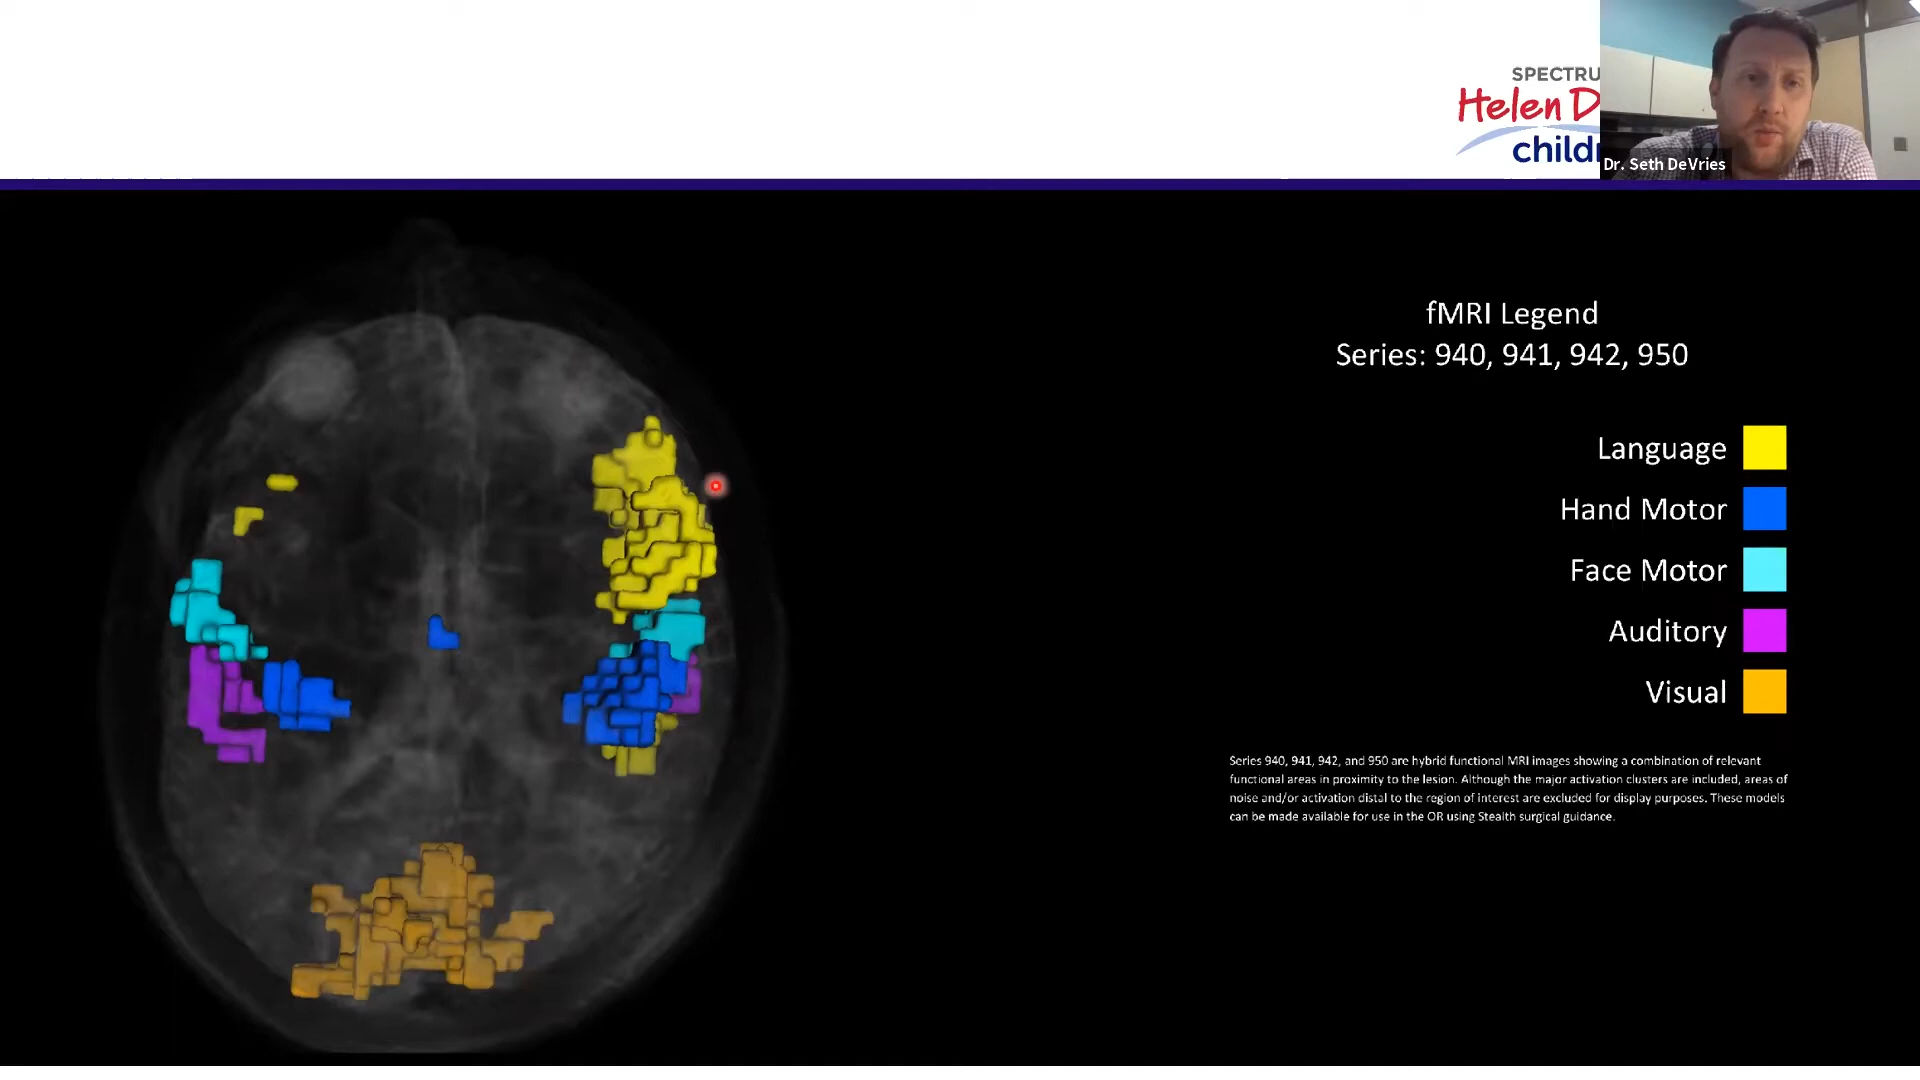 SPECTRU
Helen D
childr
Dr. Seth DeVries
fMRI Legend
Series: 940, 941, 942, 950
Language
Hand Motor
Face Motor
Auditory
Visual
Series 940, 941, 942, and 950 are hybrid functional MRI images showing a combination of relevant
functional areas in proximity to the lesion. Although the major activation clusters are included, areas of
noise and/or activation distal to the region of interest are excluded for display purposes. These models
can be made available for use in the OR using Stealth surgical guidance.